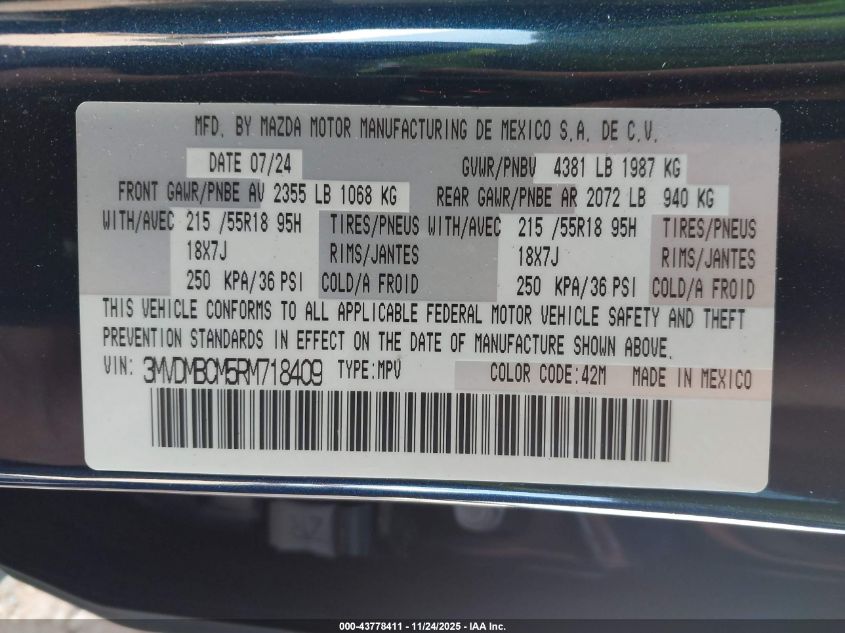 MFD. BY MAZDA MOTOR MANUFACTURING DE MEXICO S.A. DE C.V.
DATE 07/24 GVWR/PNBV 4381 LB 1987 KG
FRONT GAWR/PNBE AV 2355 LB 1068 KG REAR GAWR/PNBE AR 2072 LB 940 KG
WITH/AVEC 215 /55R18 95H TIRES/PNEUS WITH/AVEC 215 /55R18 95H TIRES/PNEUS
18X7J RIMS/JANTES 18X7J RIMS/JANTES
250 KPA/36 PSI COLD/A FROID 250 KPA/36 PSI COLD/A FROID
THIS VEHICLE CONFORMS TO ALL APPLICABLE FEDERAL MOTOR VEHICLE SAFETY AND THEFT
PREVENTION STANDARDS IN EFFECT ON THE DATE OF MANUFACTURE SHOWN ABOVE.
VIN: 3MVDMBCM5RM718409 TYPE:MPV COLOR CODE:42M MADE IN MEXICO
000-43778411 - 11/24/2025 - IAA Inc.